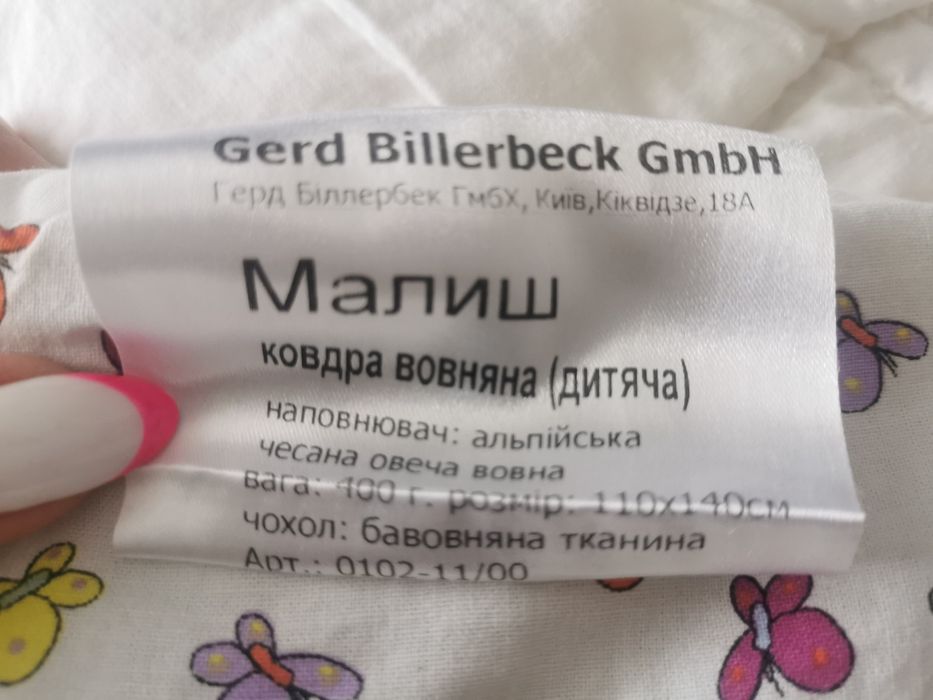 Gerd Billerbeck GmbH
Герд Біллербек ГмбХ, Київ,Кіквідзе,18А
Малиш
ковдра вовняна (дитяча)
наповнювач: альпійська
чесана овеча вовна
вага: 400 г. розмір: 110х140см
чохол: бавовняна тканина
Арт.: 0102-11/00